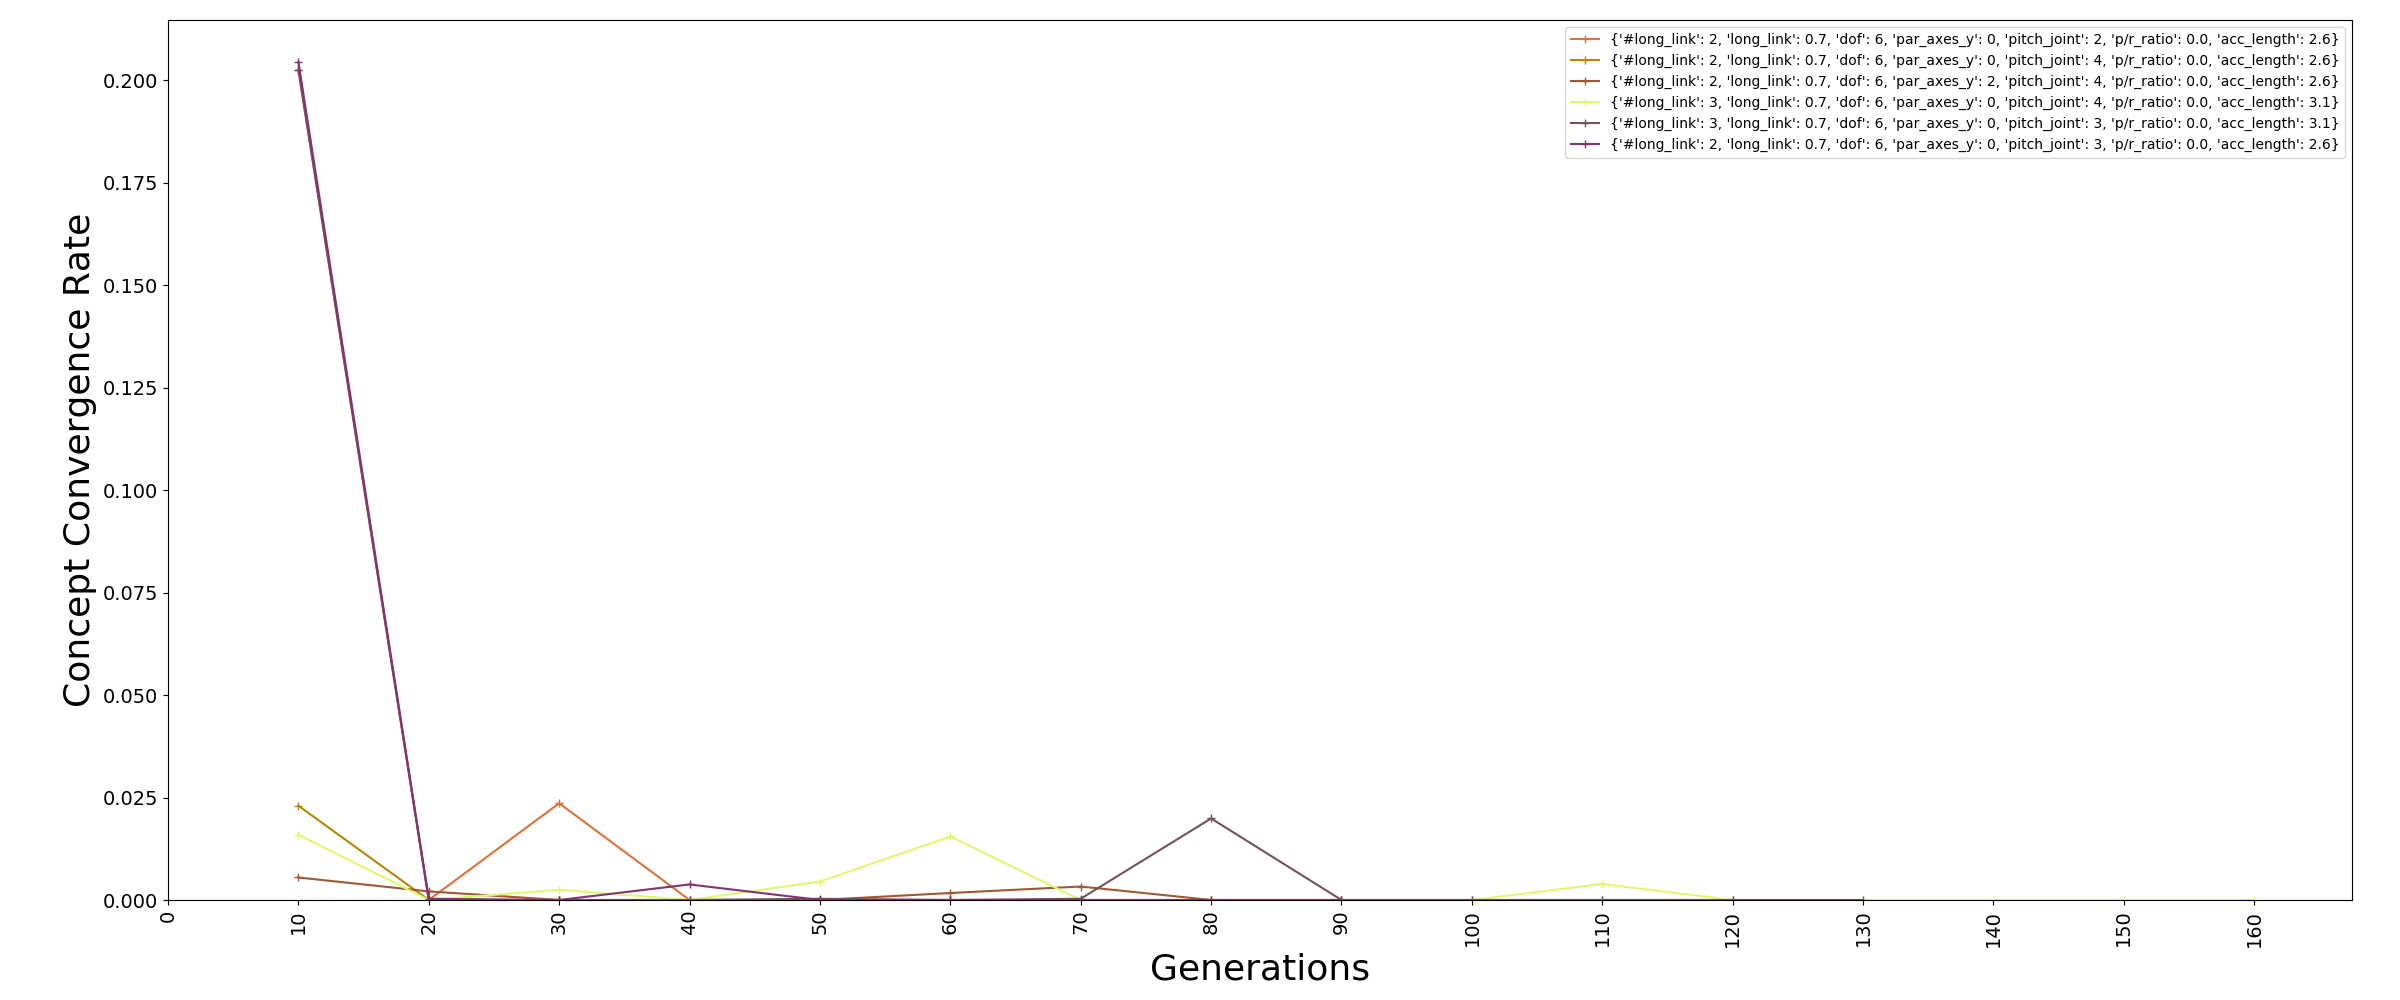 {'#long_link': 2, 'long_link': 0.7, 'dof': 6, 'par_axes_y': 0, 'pitch_joint': 2, 'p/r_ratio': 0.0, 'acc_length': 2.6}
{'#long_link': 2, 'long_link': 0.7, 'dof': 6, 'par_axes_y': 0, 'pitch_joint': 4, 'p/r_ratio': 0.0, 'acc_length': 2.6}
{'#long_link': 2, 'long_link': 0.7, 'dof': 6, 'par_axes_y': 2, 'pitch_joint': 4, 'p/r_ratio': 0.0, 'acc_length': 2.6}
{'#long_link': 3, 'long_link': 0.7, 'dof': 6, 'par_axes_y': 0, 'pitch_joint': 4, 'p/r_ratio': 0.0, 'acc_length': 3.1}
{'#long_link': 3, 'long_link': 0.7, 'dof': 6, 'par_axes_y': 0, 'pitch_joint': 3, 'p/r_ratio': 0.0, 'acc_length': 3.1}
{'#long_link': 2, 'long_link': 0.7, 'dof': 6, 'par_axes_y': 0, 'pitch_joint': 3, 'p/r_ratio': 0.0, 'acc_length': 2.6}
Concept Convergence Rate
0.200
0.175
0.150
0.125
0.100
0.075
0.050
0.025
0.000
0 10 20 30 40 50 60 70 80 90 100 110 120 130 140 150 160
Generations